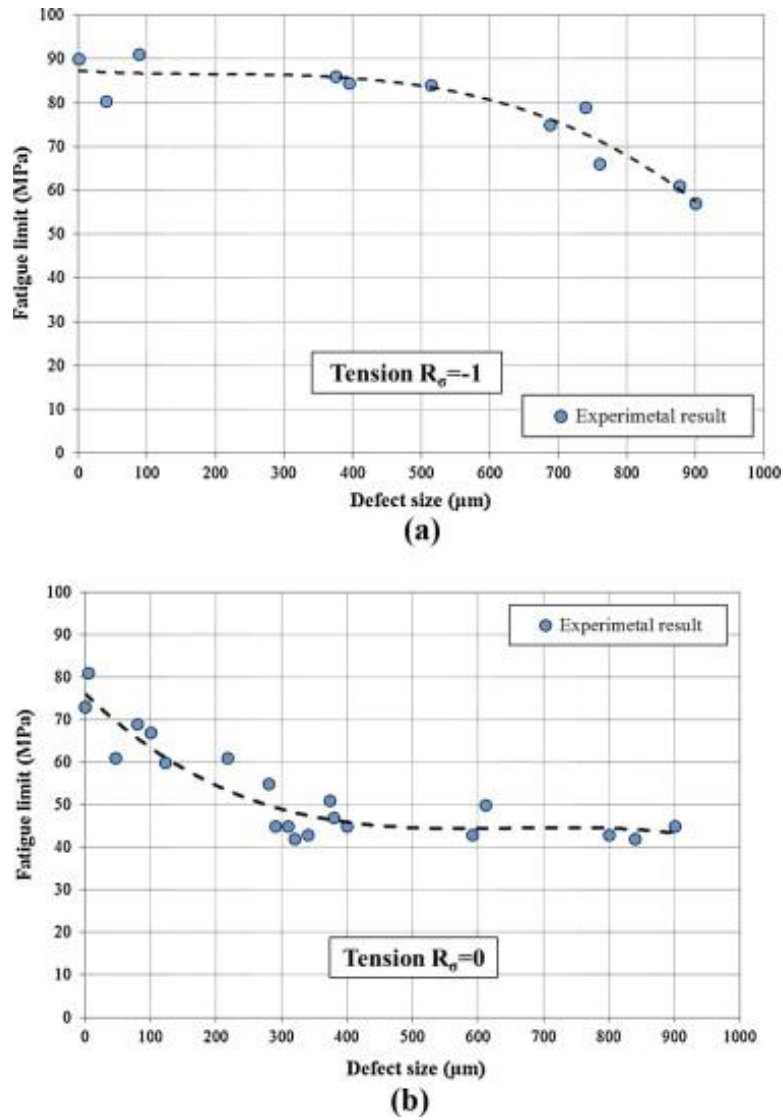 100
90
80
70
60
50
40
30
20
10
0
Fatigue limit (MPa)
Tension Rσ=-1
Experimetal result
0 100 200 300 400 500 600 700 800 900 1000
Defect size (µm)
(a)
100
90
80
70
60
50
40
30
20
10
0
Fatigue limit (MPa)
Experimetal result
Tension Rσ=0
0 100 200 300 400 500 600 700 800 900 1000
Defect size (µm)
(b)